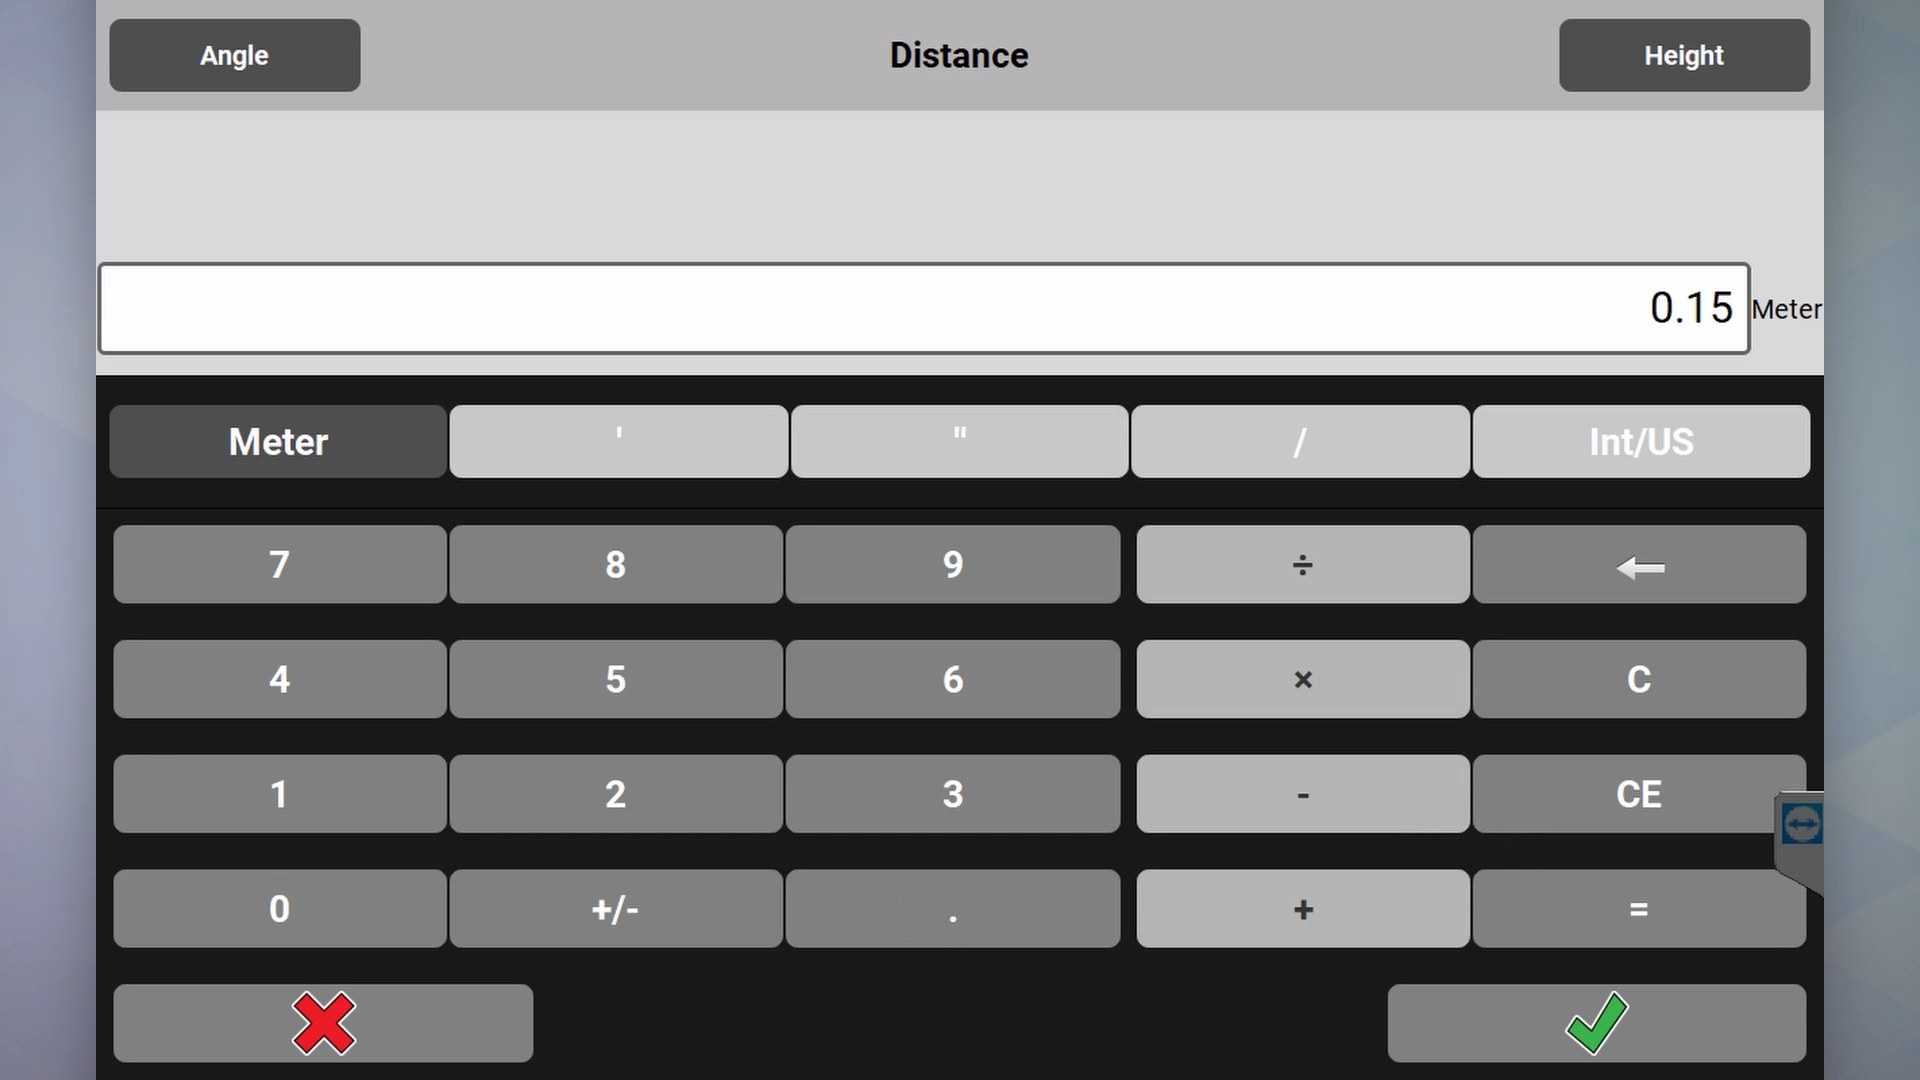 Angle Distance Height
0.15 Meter
Meter ' " / Int/US
7 8 9 ÷
4 5 6 × C
1 2 3 - CE
0 +/- . + =